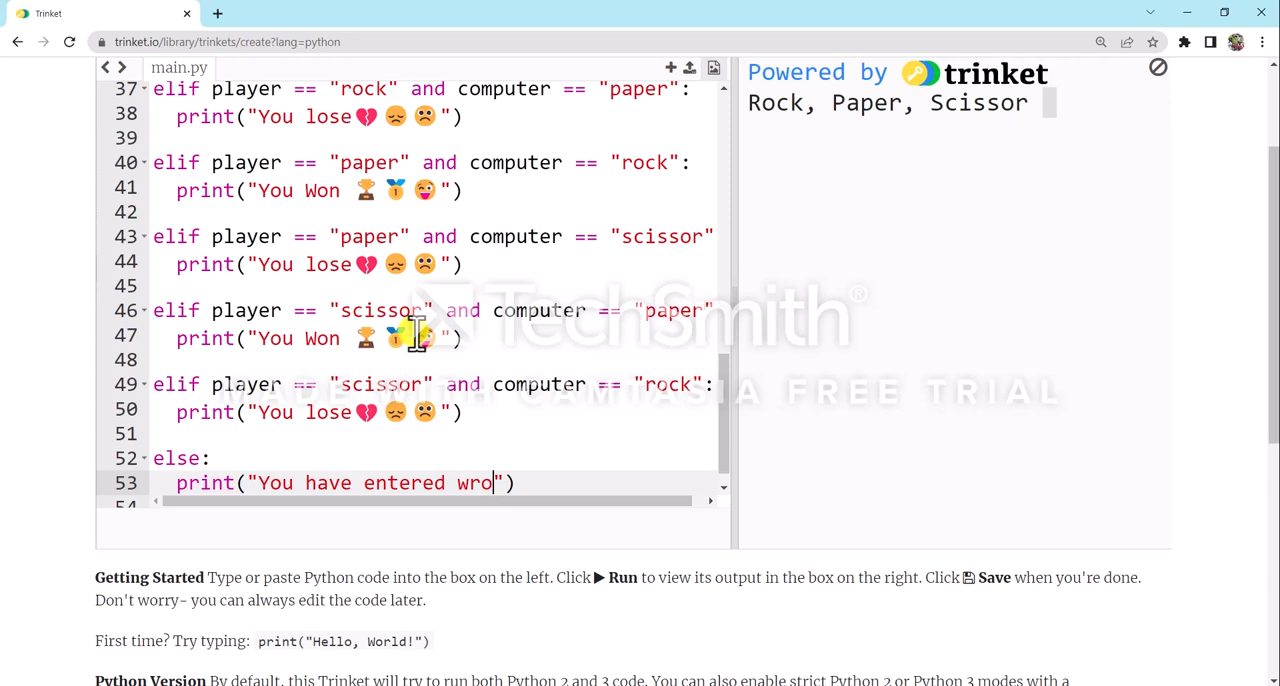 Trinket
trinket.io/library/trinkets/create?lang=python
main.py
37 elif player == "rock" and computer == "paper":
38 print("You lose💔😞🙁")
39
40 elif player == "paper" and computer == "rock":
41 print("You Won 🏆🥇😜")
42
43 elif player == "paper" and computer == "scissor"
44 print("You lose💔😞🙁")
45
46 elif player == "scissor" and computer == "paper"
47 print("You Won 🏆🥇😜")
48
49 elif player == "scissor" and computer == "rock":
50 print("You lose💔😞🙁")
51
52 else:
53 print("You have entered wro")
54
Powered by trinket
Rock, Paper, Scissor
TechSmith®
MADE WITH CAMTASIA FREE TRIAL
Getting Started Type or paste Python code into the box on the left. Click Run to view its output in the box on the right. Click Save when you're done.
Don't worry- you can always edit the code later.
First time? Try typing: print("Hello, World!")
Python Version By default, this Trinket will try to run both Python 2 and 3 code. You can also enable strict Python 2 or Python 3 modes with a